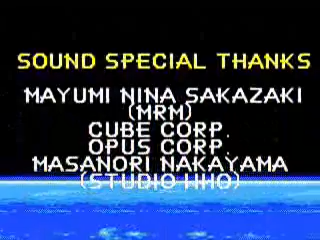 SOUND SPECIAL THANKS
MAYUMI NINA SAKAZAKI
(MRM)
CUBE CORP.
OPUS CORP.
MASANORI NAKAYAMA
(STUDIO HHO)